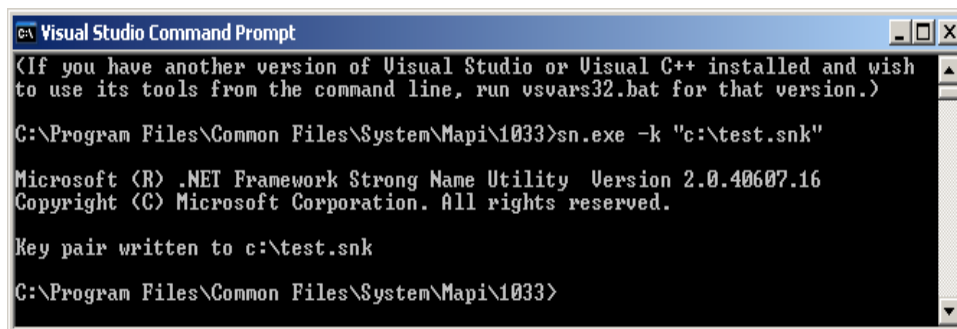 Visual Studio Command Prompt
(If you have another version of Visual Studio or Visual C++ installed and wish
to use its tools from the command line, run vsvars32.bat for that version.)
C:\Program Files\Common Files\System\Mapi\1033>sn.exe -k "c:\test.snk"
Microsoft (R) .NET Framework Strong Name Utility  Version 2.0.40607.16
Copyright (C) Microsoft Corporation. All rights reserved.
Key pair written to c:\test.snk
C:\Program Files\Common Files\System\Mapi\1033>